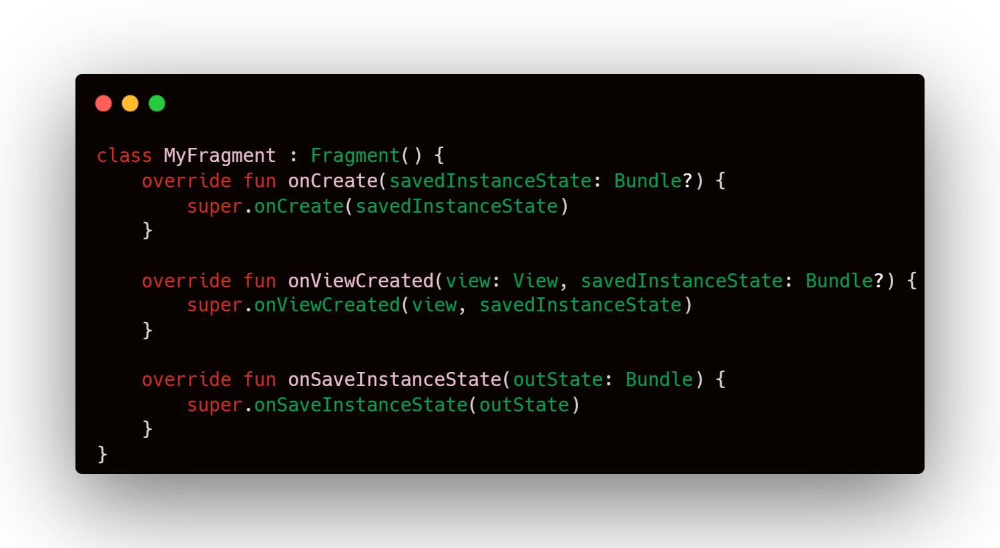 class MyFragment : Fragment() {
    override fun onCreate(savedInstanceState: Bundle?) {
        super.onCreate(savedInstanceState)
    }

    override fun onViewCreated(view: View, savedInstanceState: Bundle?) {
        super.onViewCreated(view, savedInstanceState)
    }

    override fun onSaveInstanceState(outState: Bundle) {
        super.onSaveInstanceState(outState)
    }
}